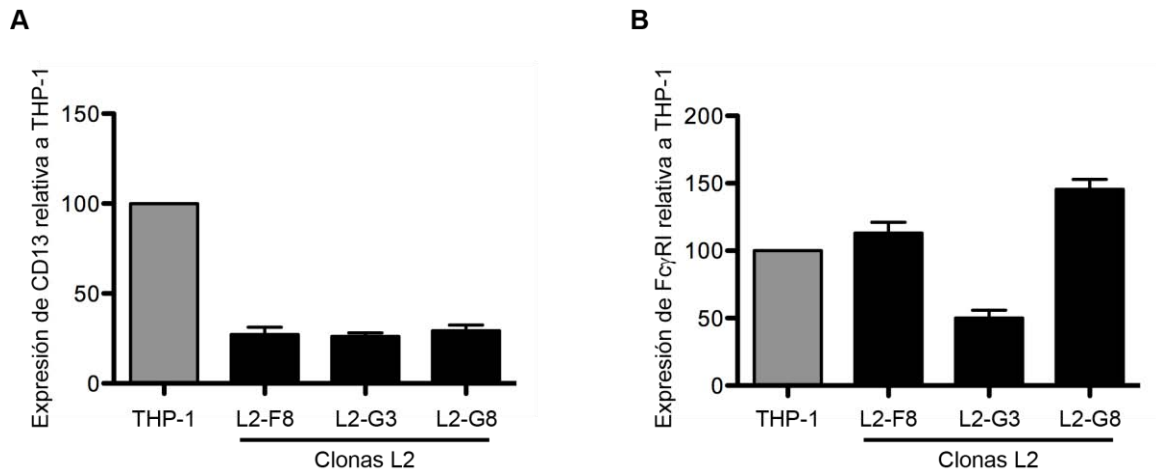 A
Expresión de CD13 relativa a THP-1
150
100
50
0
THP-1 L2-F8 L2-G3 L2-G8
Clonas L2
B
Expresión de FcγRI relativa a THP-1
200
150
100
50
0
THP-1 L2-F8 L2-G3 L2-G8
Clonas L2